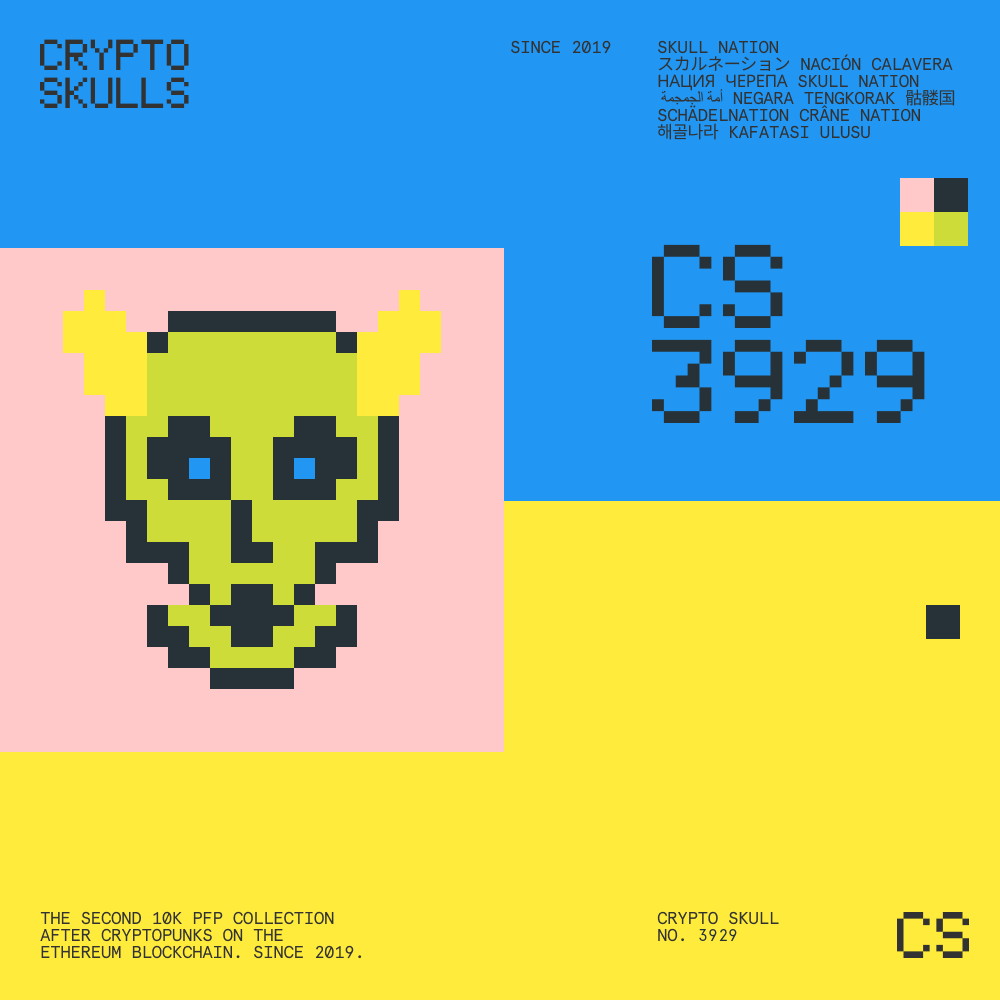 CRYPTO
SKULLS
SINCE 2019
SKULL NATION
スカルネーション NACIÓN CALAVERA
НАЦИЯ ЧЕРЕПА SKULL NATION
أمة الجمجمة NEGARA TENGKORAK 骷髅国
SCHÄDELNATION CRÂNE NATION
해골나라 KAFATASI ULUSU
CS
3929
THE SECOND 10K PFP COLLECTION
AFTER CRYPTOPUNKS ON THE
ETHEREUM BLOCKCHAIN. SINCE 2019.
CRYPTO SKULL
NO. 3929
CS